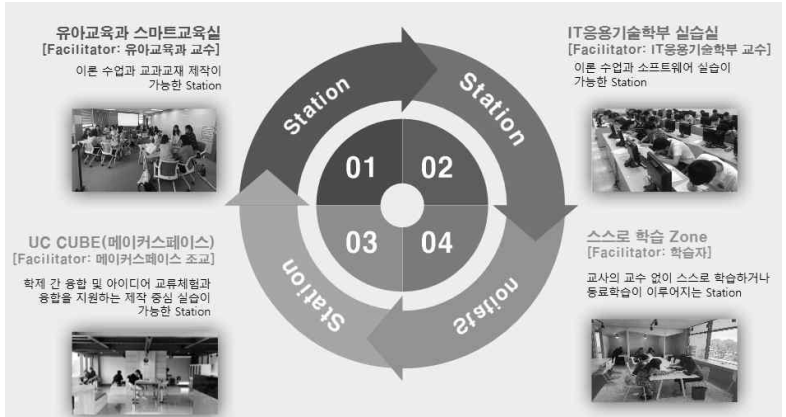 유아교육과 스마트교육실
[Facilitator: 유아교육과 교수]
이론 수업과 교과교재 제작이
가능한 Station
IT응용기술학부 실습실
[Facilitator: IT응용기술학부 교수]
이론 수업과 소프트웨어 실습이
가능한 Station
Station
Station
01
02
03
04
Station
Station
UC CUBE(메이커스페이스)
[Facilitator: 메이커스페이스 조교]
학제 간 융합 및 아이디어 교류체험과
융합을 지원하는 제작 중심 실습이
가능한 Station
스스로 학습 Zone
[Facilitator: 학습자]
교사의 교수 없이 스스로 학습하거나
동료학습이 이루어지는 Station